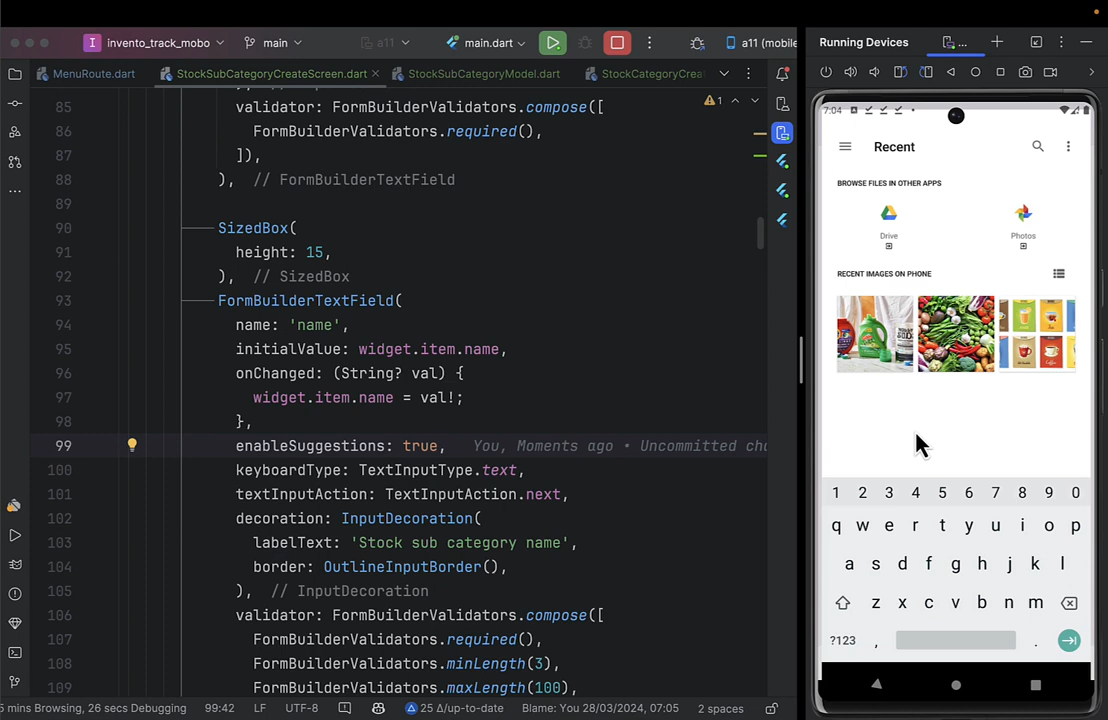 invento_track_mobo
main
a11
main.dart
a11 (mobile
Running Devices
MenuRoute.dart
StockSubCategoryCreateScreen.dart
StockSubCategoryModel.dart
StockCategoryCrea
85
validator: FormBuilderValidators.compose([
86
FormBuilderValidators.required(),
87
]),
88
), // FormBuilderTextField
89
90
SizedBox(
91
height: 15,
92
), // SizedBox
93
FormBuilderTextField(
94
name: 'name',
95
initialValue: widget.item.name,
96
onChanged: (String? val) {
97
widget.item.name = val!;
98
},
99
enableSuggestions: true, You, Moments ago • Uncommitted cha
100
keyboardType: TextInputType.text,
101
textInputAction: TextInputAction.next,
102
decoration: InputDecoration(
103
labelText: 'Stock sub category name',
104
border: OutlineInputBorder(),
105
), // InputDecoration
106
validator: FormBuilderValidators.compose([
107
FormBuilderValidators.required(),
108
FormBuilderValidators.minLength(3),
109
FormBuilderValidators.maxLength(100),
5 mins Browsing, 26 secs Debugging
99:42
LF
UTF-8
25 Δ/up-to-date
Blame: You 28/03/2024, 07:05
2 spaces
7:04
Recent
BROWSE FILES IN OTHER APPS
Drive
Photos
RECENT IMAGES ON PHONE
1 2 3 4 5 6 7 8 9 0
q w e r t y u i o p
a s d f g h j k l
z x c v b n m
?123 , .